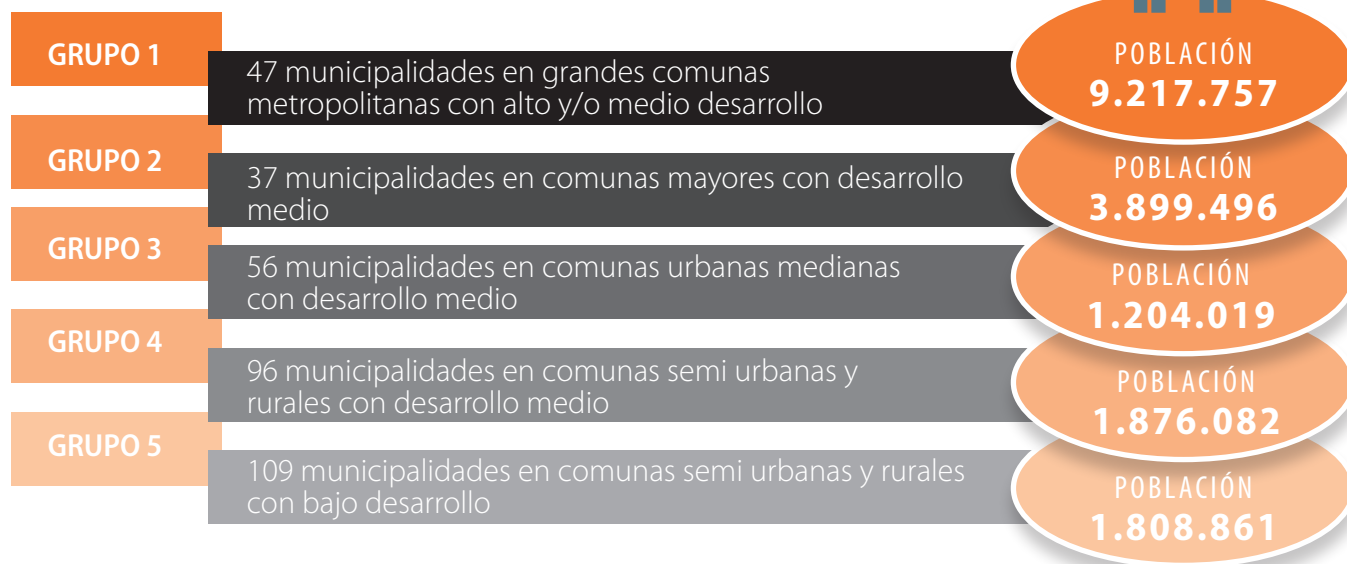 GRUPO 1
47 municipalidades en grandes comunas
metropolitanas con alto y/o medio desarrollo
POBLACIÓN
9.217.757
GRUPO 2
37 municipalidades en comunas mayores con desarrollo
medio
POBLACIÓN
3.899.496
GRUPO 3
56 municipalidades en comunas urbanas medianas
con desarrollo medio
POBLACIÓN
1.204.019
GRUPO 4
96 municipalidades en comunas semi urbanas y
rurales con desarrollo medio
POBLACIÓN
1.876.082
GRUPO 5
109 municipalidades en comunas semi urbanas y rurales
con bajo desarrollo
POBLACIÓN
1.808.861